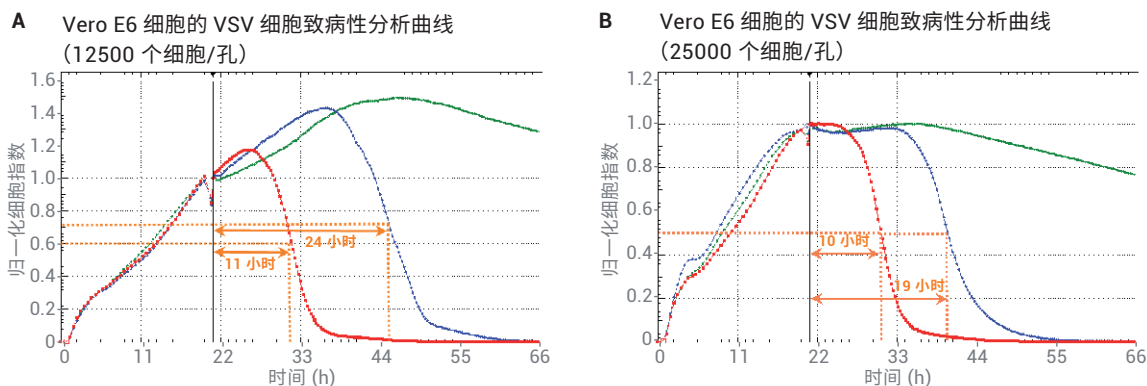 A
Vero E6 细胞的 VSV 细胞致病性分析曲线
（12500 个细胞/孔）
1.6
1.4
1.2
1.0
0.8
0.6
0.4
0.2
0
归一化细胞指数
24 小时
11 小时
0 11 22 33 44 55 66
时间 (h)
B
Vero E6 细胞的 VSV 细胞致病性分析曲线
（25000 个细胞/孔）
1.2
1.0
0.8
0.6
0.4
0.2
0
归一化细胞指数
10 小时
19 小时
0 11 22 33 44 55 66
时间 (h)